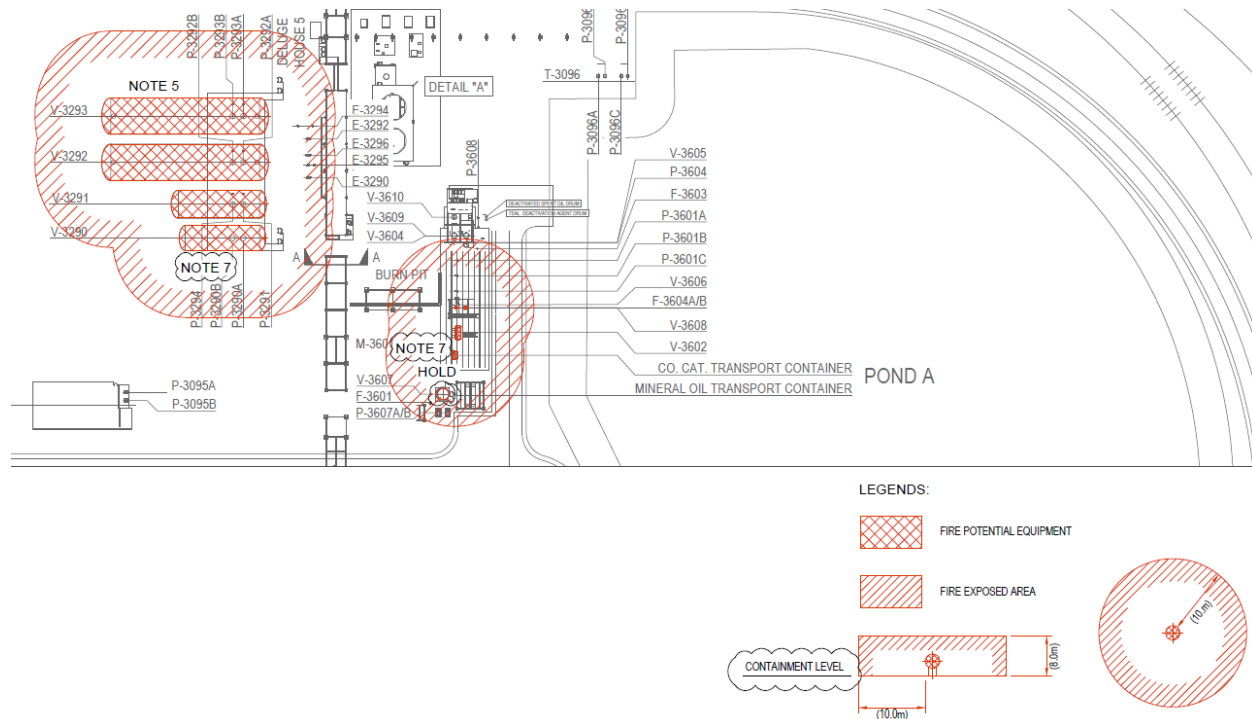 P-3292B
P-3293B
P-3293A
P-3292A
DELUGE
HOUSE 5
NOTE 5
V-3293
V-3292
V-3291
V-3290
NOTE 7
P-3294
P-3290B
P-3290A
P-3291
F-3294
E-3292
E-3296
E-3295
E-3290
A
A
DETAIL "A"
P-3608
T-3096
P-3096
P-3096
P-3096A
P-3096C
V-3610
V-3609
V-3604
DEACTIVATED SPENT OIL DRUM
TEAL DEACTIVATION AGENT DRUM
V-3605
P-3604
F-3603
P-3601A
P-3601B
P-3601C
V-3606
F-3604A/B
V-3608
V-3602
CO. CAT. TRANSPORT CONTAINER
MINERAL OIL TRANSPORT CONTAINER
POND A
BURN PIT
M-360
NOTE 7
HOLD
V-3607
F-3601
P-3607A/B
P-3095A
P-3095B
LEGENDS:
FIRE POTENTIAL EQUIPMENT
FIRE EXPOSED AREA
CONTAINMENT LEVEL
(8.0m)
(10.0m)
(10.m)